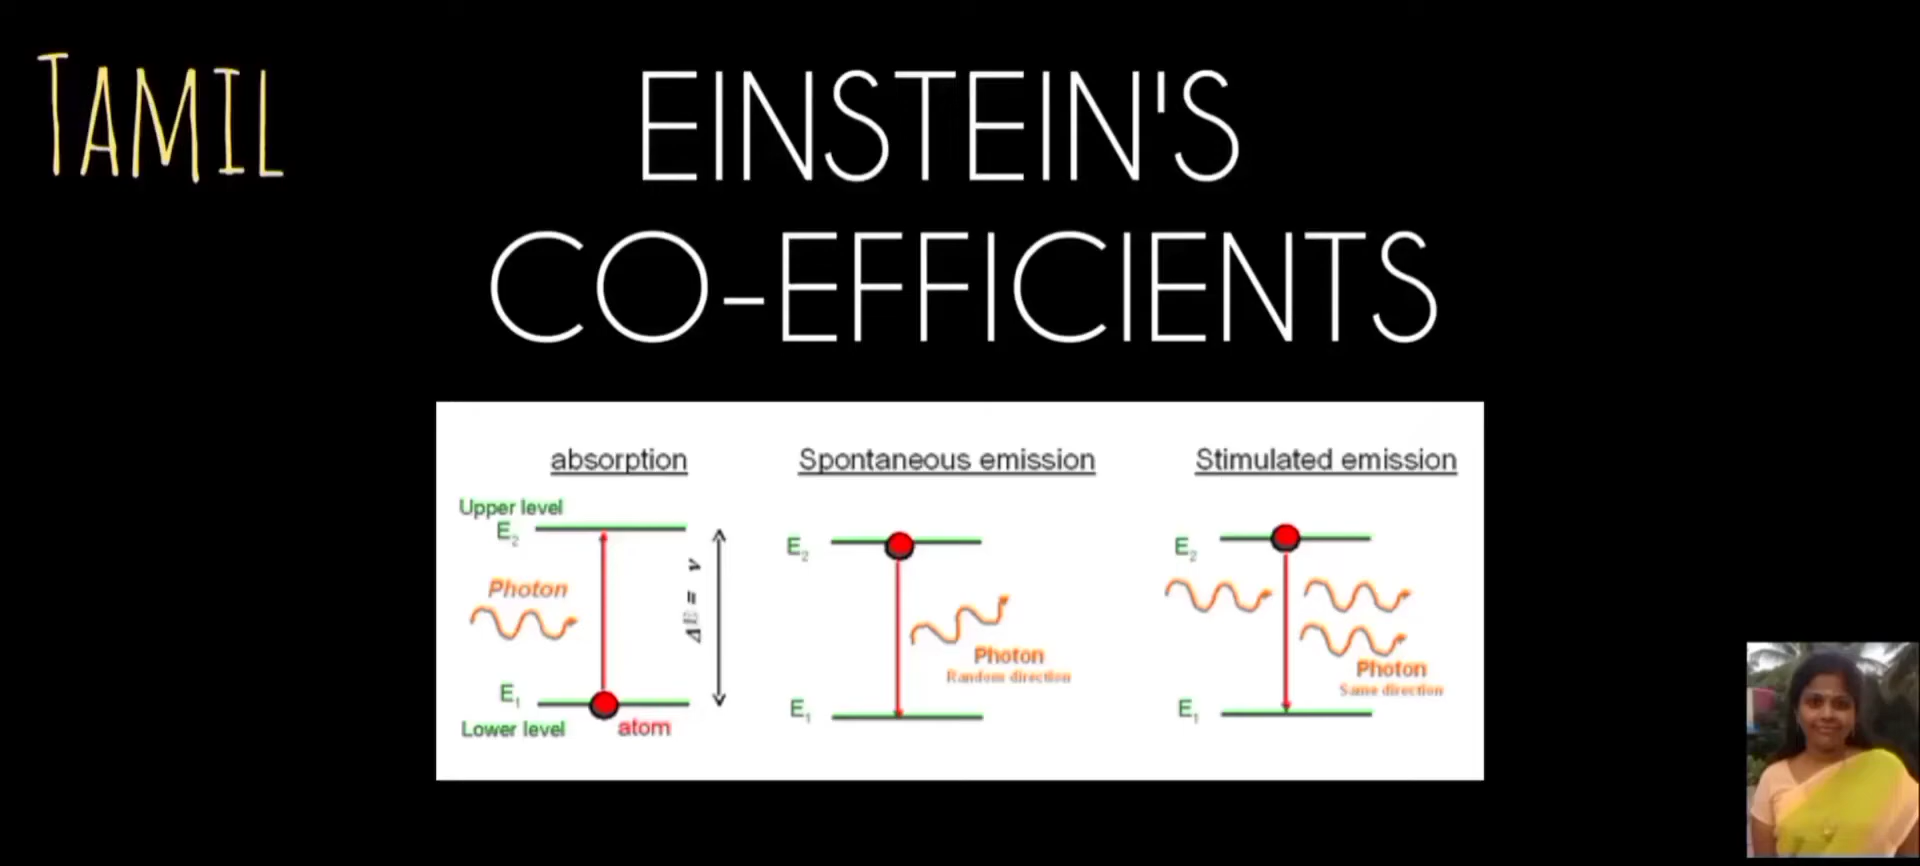 TAMIL
EINSTEIN'S
CO-EFFICIENTS
absorption
Spontaneous emission
Stimulated emission
Upper level
E₂
Photon
ΔE = ν
E₁
Lower level
atom
E₂
Photon
Random direction
E₁
E₂
Photon
Same direction
E₁